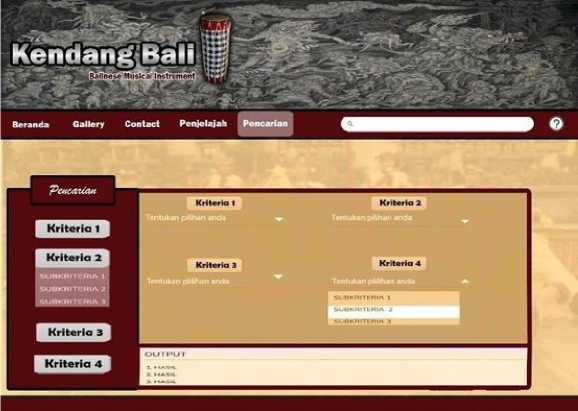 Kendang Bali
Balinese Musical Instrument
Beranda Gallery Contact Penjelajah Pencarian ?
Pencarian
Kriteria 1
Kriteria 2
SUBKRITERIA 1
SUBKRITERIA 2
SUBKRITERIA 3
Kriteria 3
Kriteria 4
Kriteria 1 Kriteria 2
Tentukan pilihan anda Tentukan pilihan anda
Kriteria 3 Kriteria 4
Tentukan pilihan anda Tentukan pilihan anda
SUBKRITERIA 1
SUBKRITERIA 2
SUBKRITERIA 3
OUTPUT
1. HASIL
2. HASIL
3. HASIL